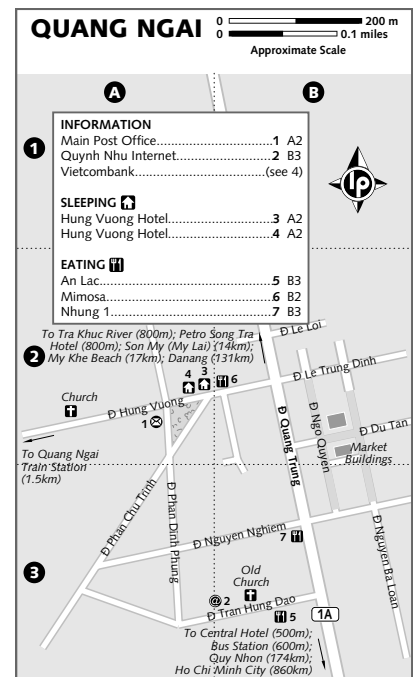 QUANG NGAI
0 200 m
0 0.1 miles
Approximate Scale
A
B
1
INFORMATION
Main Post Office..............................1 A2
Quynh Nhu Internet.........................2 B3
Vietcombank............................(see 4)
SLEEPING
Hung Vuong Hotel...........................3 A2
Hung Vuong Hotel...........................4 A2
EATING
An Lac...........................................5 B3
Mimosa.........................................6 B2
Nhung 1........................................7 B3
lp
To Tra Khuc River (800m); Petro Song Tra
Hotel (800m); Son My (My Lai) (14km);
My Khe Beach (17km); Danang (131km)
Đ Le Loi
2
Đ Le Trung Dinh
4
3
6
Church
Đ Hung Vuong
1
Đ Quang Trung
Đ Ngo Quyen
Đ Du Tan
Market
Buildings
To Quang Ngai
Train Station
(1.5km)
Đ Phan Chu Trinh
Đ Phan Dinh Phung
Đ Nguyen Nghiem
7
Đ Nguyen Ba Loan
3
Old
Church
@ 2
Đ Tran Hung Dao
5
1A
To Central Hotel (500m);
Bus Station (600m);
Quy Nhon (174km);
Ho Chi Minh City (860km)